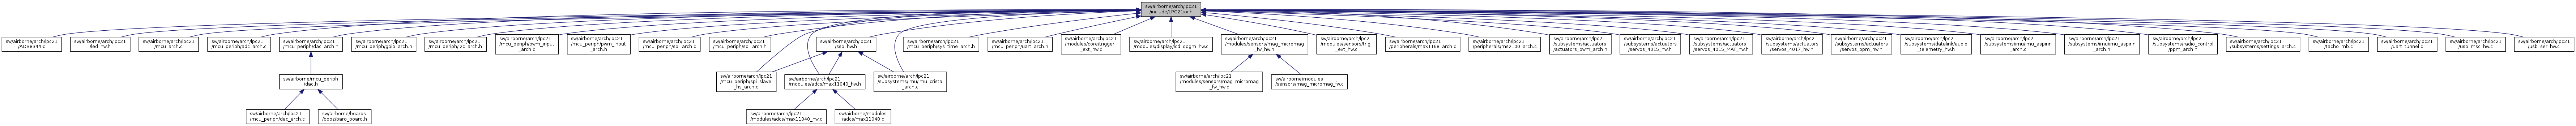 sw/airborne/arch/lpc21
/include/LPC21xx.h
sw/airborne/arch/lpc21
/ADS8344.c
sw/airborne/arch/lpc21
/led_hw.h
sw/airborne/arch/lpc21
/mcu_arch.c
sw/airborne/arch/lpc21
/mcu_periph/adc_arch.c
sw/airborne/arch/lpc21
/mcu_periph/dac_arch.h
sw/airborne/arch/lpc21
/mcu_periph/gpio_arch.h
sw/airborne/arch/lpc21
/mcu_periph/i2c_arch.h
sw/airborne/arch/lpc21
/mcu_periph/pwm_input
_arch.c
sw/airborne/arch/lpc21
/mcu_periph/pwm_input
_arch.h
sw/airborne/arch/lpc21
/mcu_periph/spi_arch.c
sw/airborne/arch/lpc21
/mcu_periph/spi_arch.h
sw/airborne/arch/lpc21
/ssp_hw.h
sw/airborne/arch/lpc21
/mcu_periph/sys_time_arch.h
sw/airborne/arch/lpc21
/mcu_periph/uart_arch.h
sw/airborne/arch/lpc21
/modules/core/trigger
_ext_hw.c
sw/airborne/arch/lpc21
/modules/display/lcd_dogm_hw.c
sw/airborne/arch/lpc21
/modules/sensors/mag_micromag
_fw_hw.h
sw/airborne/arch/lpc21
/modules/sensors/trig
_ext_hw.c
sw/airborne/arch/lpc21
/peripherals/max1168_arch.c
sw/airborne/arch/lpc21
/peripherals/ms2100_arch.c
sw/airborne/arch/lpc21
/subsystems/actuators
/actuators_pwm_arch.h
sw/airborne/arch/lpc21
/subsystems/actuators
/servos_4015_hw.h
sw/airborne/arch/lpc21
/subsystems/actuators
/servos_4015_MAT_hw.h
sw/airborne/arch/lpc21
/subsystems/actuators
/servos_4017_hw.h
sw/airborne/arch/lpc21
/subsystems/actuators
/servos_ppm_hw.h
sw/airborne/arch/lpc21
/subsystems/datalink/audio
_telemetry_hw.h
sw/airborne/arch/lpc21
/subsystems/imu/imu_aspirin
_arch.c
sw/airborne/arch/lpc21
/subsystems/imu/imu_aspirin
_arch.h
sw/airborne/arch/lpc21
/subsystems/radio_control
/ppm_arch.h
sw/airborne/arch/lpc21
/subsystems/settings_arch.c
sw/airborne/arch/lpc21
/tacho_mb.c
sw/airborne/arch/lpc21
/uart_tunnel.c
sw/airborne/arch/lpc21
/usb_msc_hw.c
sw/airborne/arch/lpc21
/usb_ser_hw.c
sw/airborne/mcu_periph
/dac.h
sw/airborne/arch/lpc21
/mcu_periph/spi_slave
_hs_arch.c
sw/airborne/arch/lpc21
/modules/adcs/max11040_hw.h
sw/airborne/arch/lpc21
/subsystems/imu/imu_crista
_arch.c
sw/airborne/arch/lpc21
/modules/sensors/mag_micromag
_fw_hw.c
sw/airborne/modules
/sensors/mag_micromag_fw.c
sw/airborne/arch/lpc21
/mcu_periph/dac_arch.c
sw/airborne/boards
/booz/baro_board.h
sw/airborne/arch/lpc21
/modules/adcs/max11040_hw.c
sw/airborne/modules
/adcs/max11040.c